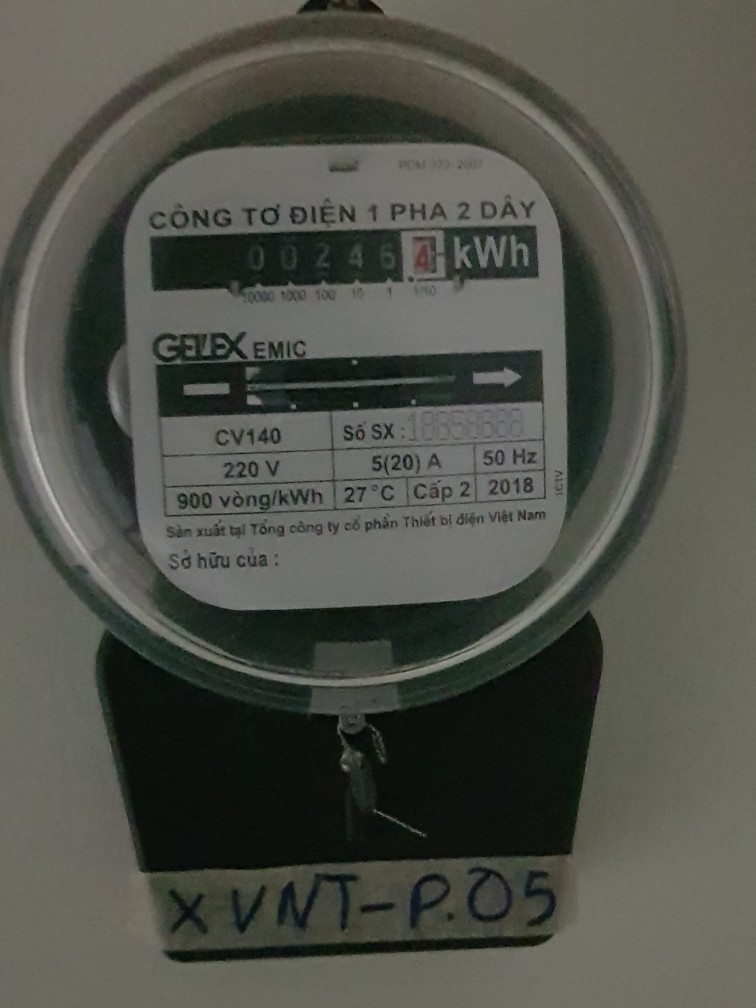 CÔNG TƠ ĐIỆN 1 PHA 2 DÂY
0 0 2 4 6 4 kWh
10000 1000 100 10 1 1/10
GELEX EMIC
CV140 Số SX :
220 V 5(20) A 50 Hz
900 vòng/kWh 27°C Cấp 2 2018
Sản xuất tại Tổng công ty cổ phần Thiết bị điện Việt Nam
Sở hữu của :
X VNT-P.05